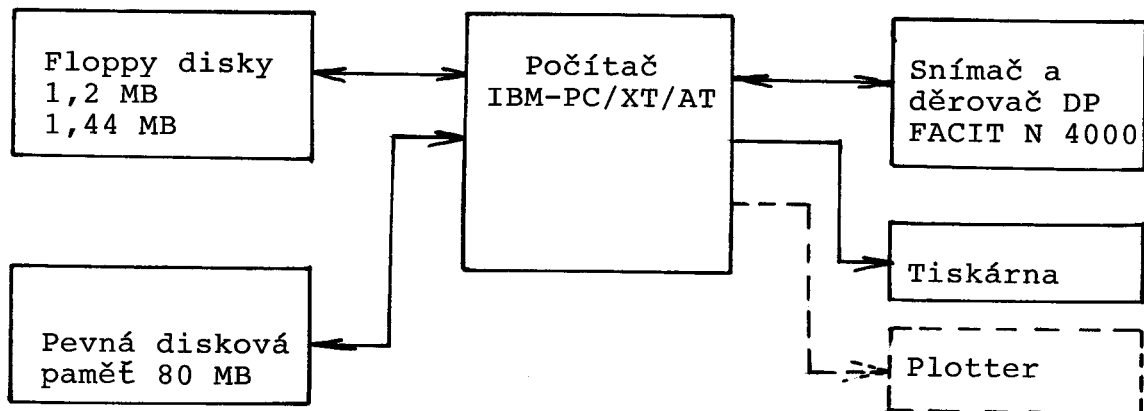 Floppy disky
1,2 MB
1,44 MB
Počítač
IBM-PC/XT/AT
Snímač a
děrovač DP
FACIT N 4000
Pevná disková
paměť 80 MB
Tiskárna
Plotter